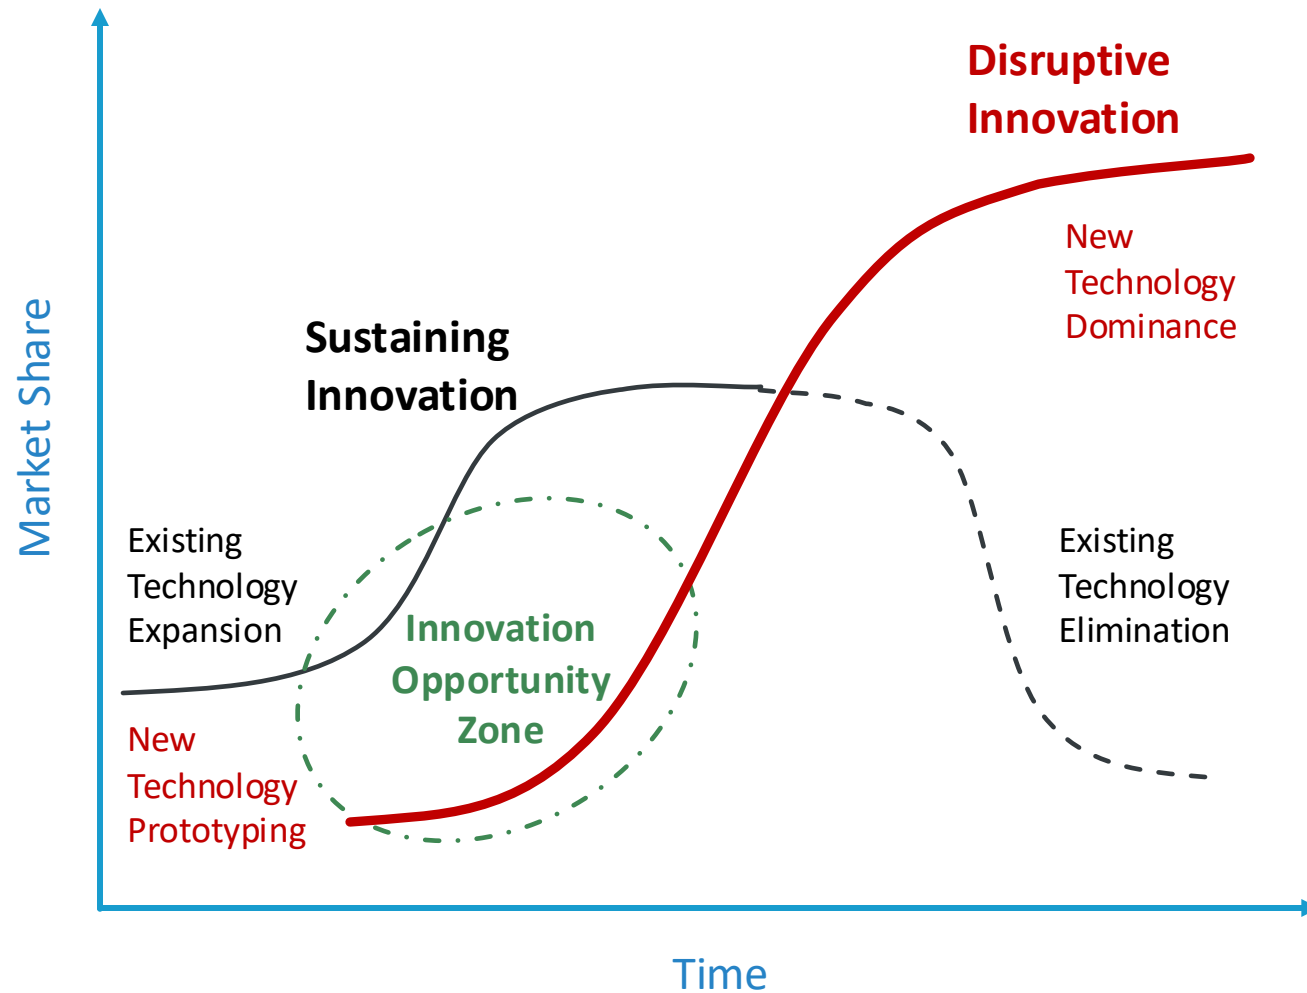 Disruptive
Innovation
New
Technology
Dominance
Sustaining
Innovation
Market Share
Existing
Technology
Expansion
Existing
Technology
Elimination
Innovation
Opportunity
Zone
New
Technology
Prototyping
Time